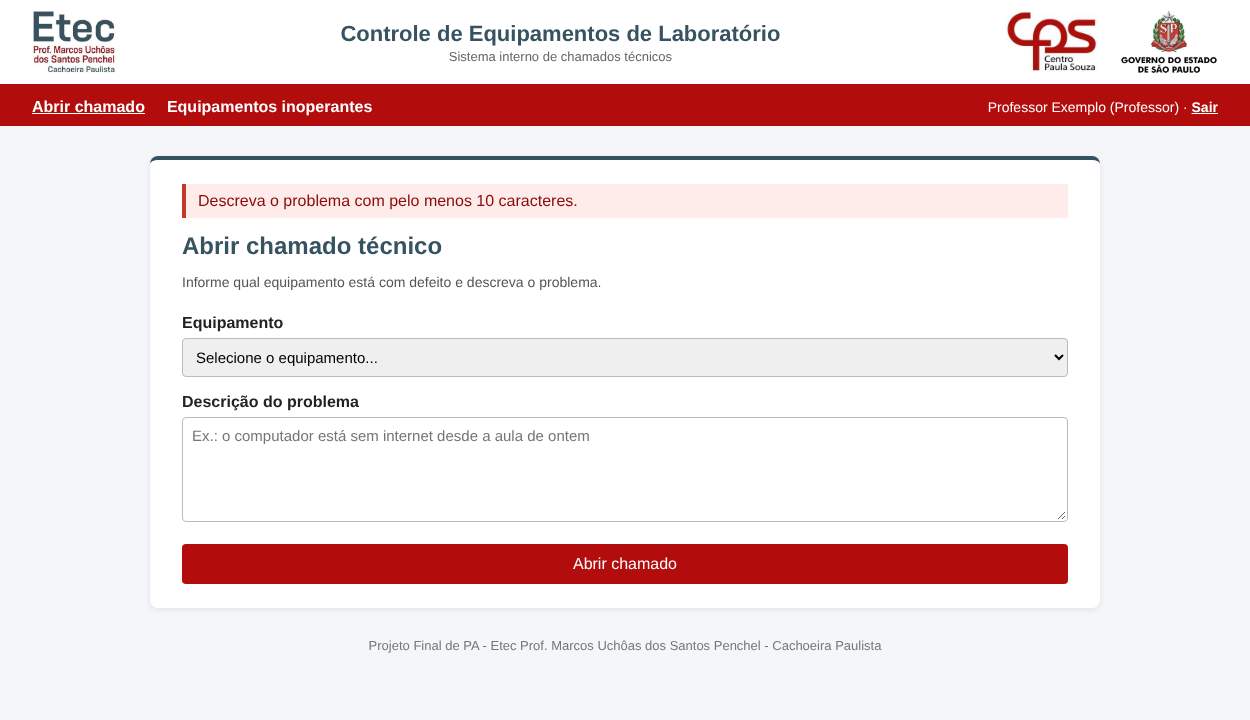 Etec
Prof. Marcos Uchôas
dos Santos Penchel
Cachoeira Paulista
Controle de Equipamentos de Laboratório
Sistema interno de chamados técnicos
cps
Centro
Paula Souza
GOVERNO DO ESTADO
DE SÃO PAULO
Abrir chamado
Equipamentos inoperantes
Professor Exemplo (Professor) · Sair
Descreva o problema com pelo menos 10 caracteres.
Abrir chamado técnico
Informe qual equipamento está com defeito e descreva o problema.
Equipamento
Selecione o equipamento...
Descrição do problema
Ex.: o computador está sem internet desde a aula de ontem
Abrir chamado
Projeto Final de PA - Etec Prof. Marcos Uchôas dos Santos Penchel - Cachoeira Paulista